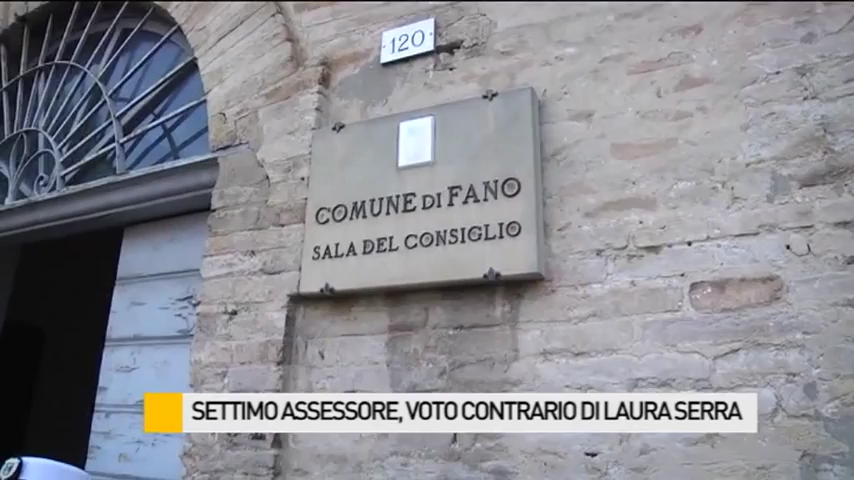 120
COMUNE DI FANO
SALA DEL CONSIGLIO
SETTIMO ASSESSORE, VOTO CONTRARIO DI LAURA SERRA